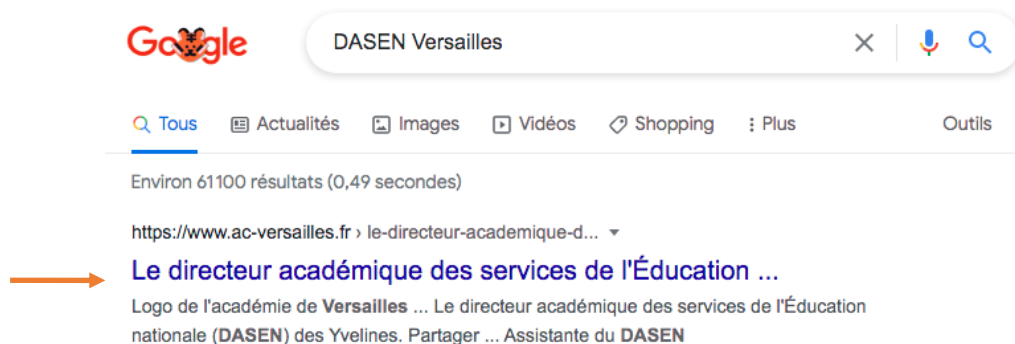 Google
DASEN Versailles
Tous Actualités Images Vidéos Shopping Plus Outils
Environ 61100 résultats (0,49 secondes)
https://www.ac-versailles.fr › le-directeur-academique-d...
Le directeur académique des services de l'Éducation ...
Logo de l'académie de Versailles ... Le directeur académique des services de l'Éducation
nationale (DASEN) des Yvelines. Partager ... Assistante du DASEN